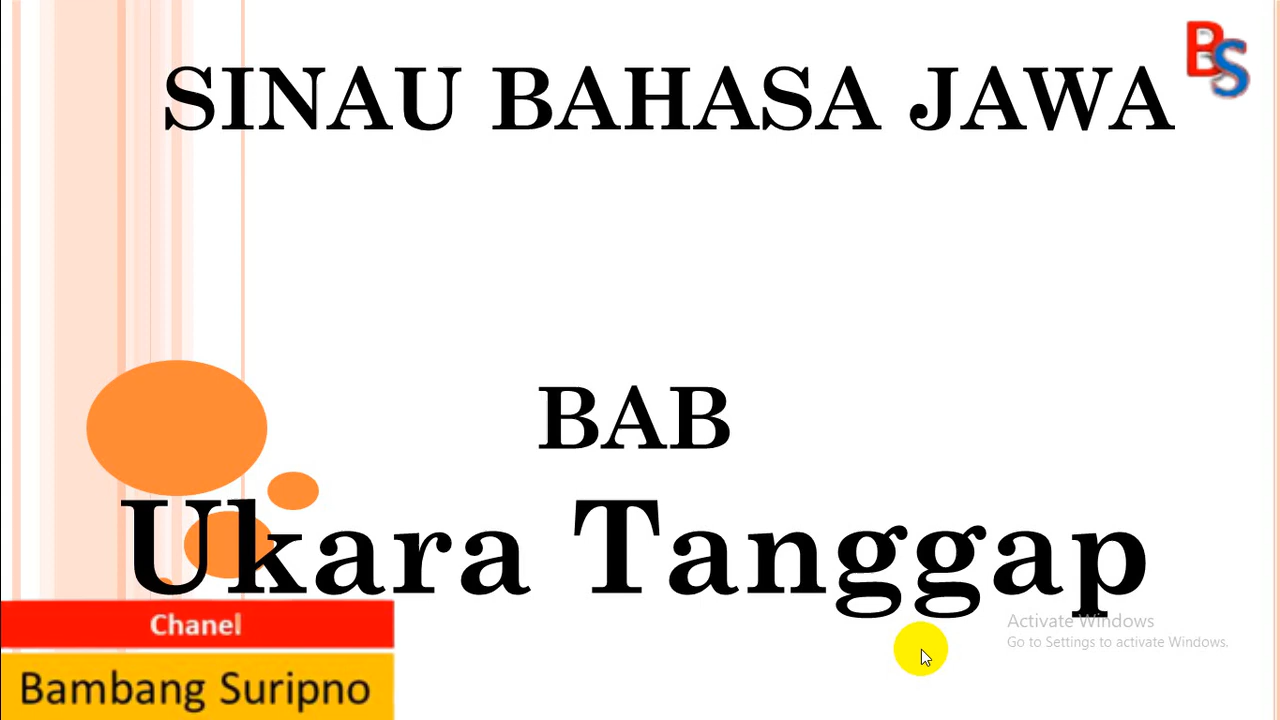 SINAU BAHASA JAWA
BS
BAB
Ukara Tanggap
Chanel
Bambang Suripno
Activate Windows
Go to Settings to activate Windows.